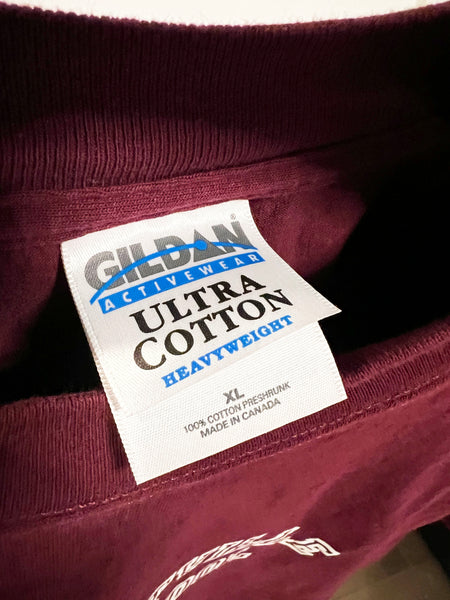 GILDAN®
ACTIVEWEAR
ULTRA
COTTON
HEAVYWEIGHT
XL
100% COTTON PRESHRUNK
MADE IN CANADA